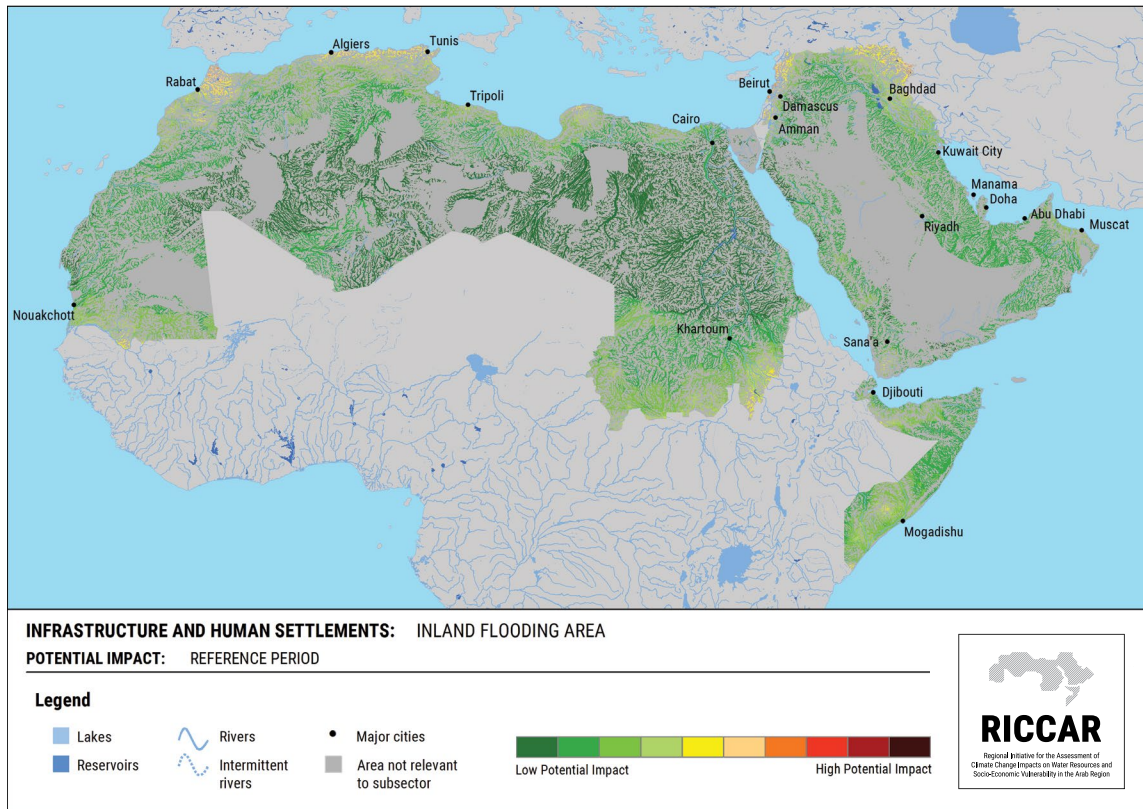 Algiers
Tunis
Rabat
Tripoli
Beirut
Damascus
Amman
Baghdad
Cairo
Kuwait City
Manama
Doha
Abu Dhabi
Muscat
Riyadh
Nouakchott
Khartoum
Sana'a
Djibouti
Mogadishu
INFRASTRUCTURE AND HUMAN SETTLEMENTS: INLAND FLOODING AREA
POTENTIAL IMPACT: REFERENCE PERIOD
Legend
Lakes
Reservoirs
Rivers
Intermittent
rivers
Major cities
Area not relevant
to subsector
Low Potential Impact
High Potential Impact
RICCAR
Regional Initiative for the Assessment of
Climate Change Impacts on Water Resources and
Socio-Economic Vulnerability in the Arab Region